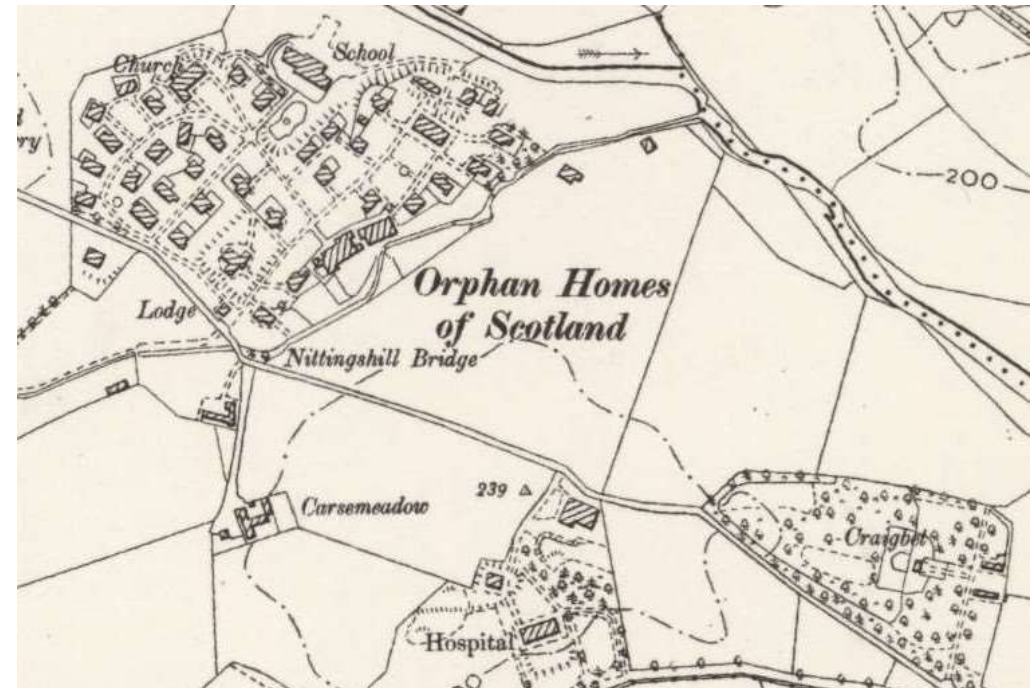 School
Church
200
Orphan Homes
of Scotland
Lodge
Nittingshill Bridge
239
Carsemeadow
Craigbet
Hospital